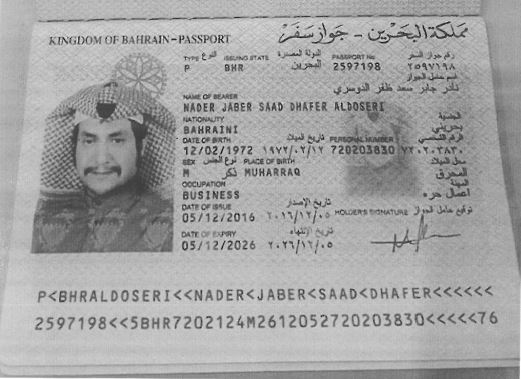 KINGDOM OF BAHRAIN-PASSPORT مملكة البحرين - جواز سفر
TYPE النوع ISSUING STATE الدولة المصدرة PASSPORT No رقم جواز السفر
P BHR البحرين 2597198 ٢٥٩٧١٩٨
اسم حامل الجواز
نادر جابر سعد ظفر الدوسري
NAME OF BEARER
NADER JABER SAAD DHAFER ALDOSERI
NATIONALITY الجنسية
BAHRAINI بحريني
DATE OF BIRTH تاريخ الميلاد PERSONAL NUMBER الرقم الشخصي
12/02/1972 ١٩٧٢/٠٢/١٢ 720203830 ٧٢٠٢٠٣٨٣٠
SEX نوع الجنس PLACE OF BIRTH محل الميلاد
M ذكر MUHARRAQ المحرق
OCCUPATION المهنة
BUSINESS اعمال حره
DATE OF ISSUE تاريخ الإصدار
05/12/2016 ٢٠١٦/١٢/٠٥ HOLDER'S SIGNATURE توقيع حامل الجواز
DATE OF EXPIRY تاريخ الإنتهاء
05/12/2026 ٢٠٢٦/١٢/٠٥
P<BHRALDOSERI<<NADER<JABER<SAAD<DHAFER<<<<<<
2597198<<5BHR7202124M2612052720203830<<<<<76